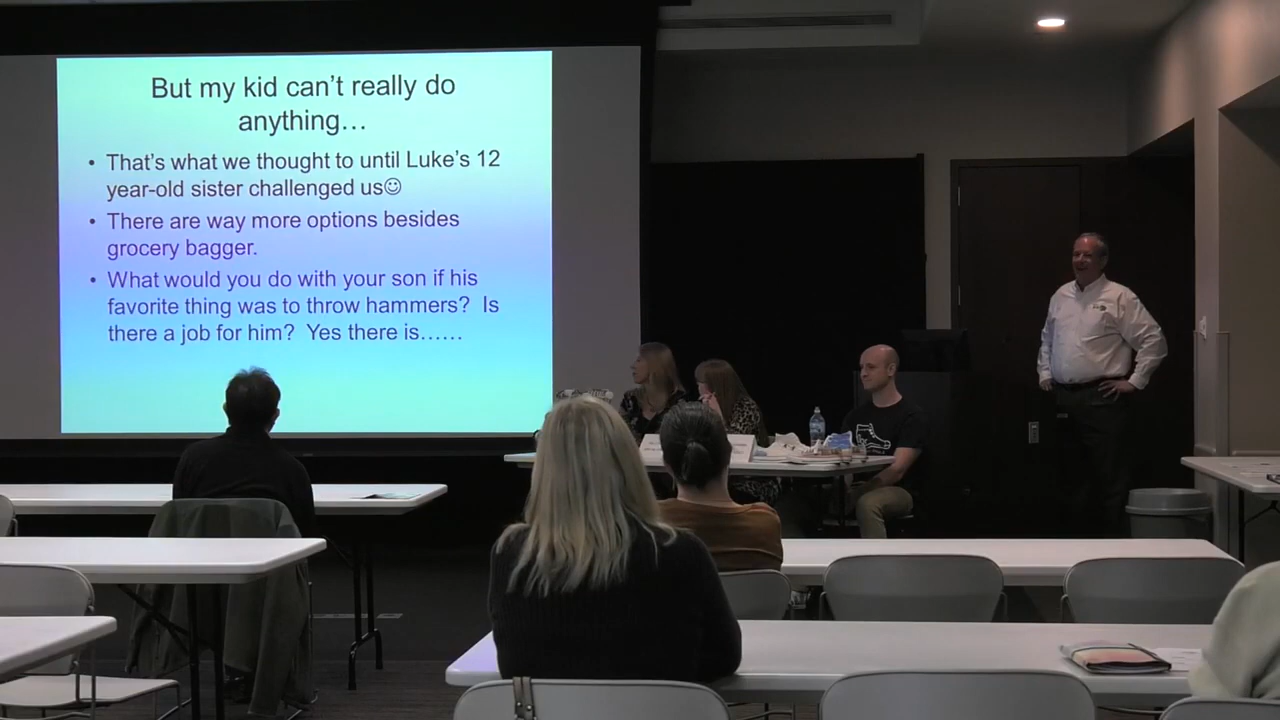 But my kid can't really do
anything…
• That's what we thought to until Luke's 12
year-old sister challenged us☺
• There are way more options besides
grocery bagger.
• What would you do with your son if his
favorite thing was to throw hammers?  Is
there a job for him?  Yes there is……